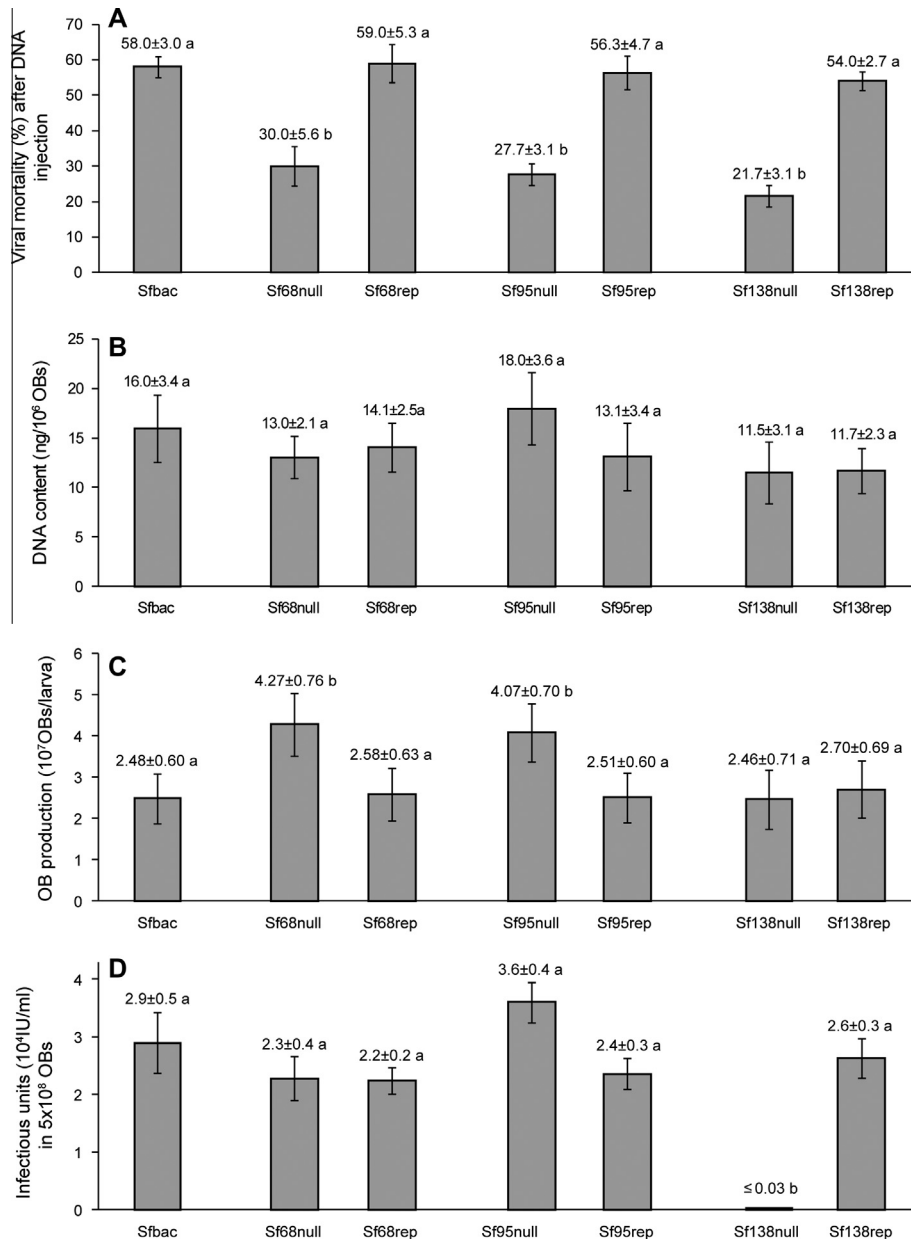 A
Viral mortality (%) after DNA
injection
70
60
50
40
30
20
10
0
58.0±3.0 a
30.0±5.6 b
59.0±5.3 a
27.7±3.1 b
56.3±4.7 a
21.7±3.1 b
54.0±2.7 a
Sfbac Sf68null Sf68rep Sf95null Sf95rep Sf138null Sf138rep
B
DNA content (ng/10⁶ OBs)
25
20
15
10
5
0
16.0±3.4 a
13.0±2.1 a
14.1±2.5a
18.0±3.6 a
13.1±3.4 a
11.5±3.1 a
11.7±2.3 a
Sfbac Sf68null Sf68rep Sf95null Sf95rep Sf138null Sf138rep
C
OB production (10⁷OBs/larva)
6
5
4
3
2
1
0
2.48±0.60 a
4.27±0.76 b
2.58±0.63 a
4.07±0.70 b
2.51±0.60 a
2.46±0.71 a
2.70±0.69 a
Sfbac Sf68null Sf68rep Sf95null Sf95rep Sf138null Sf138rep
D
Infectious units (10⁴IU/ml)
in 5x10⁸ OBs
4
3
2
1
0
2.9±0.5 a
2.3±0.4 a
2.2±0.2 a
3.6±0.4 a
2.4±0.3 a
≤0.03 b
2.6±0.3 a
Sfbac Sf68null Sf68rep Sf95null Sf95rep Sf138null Sf138rep